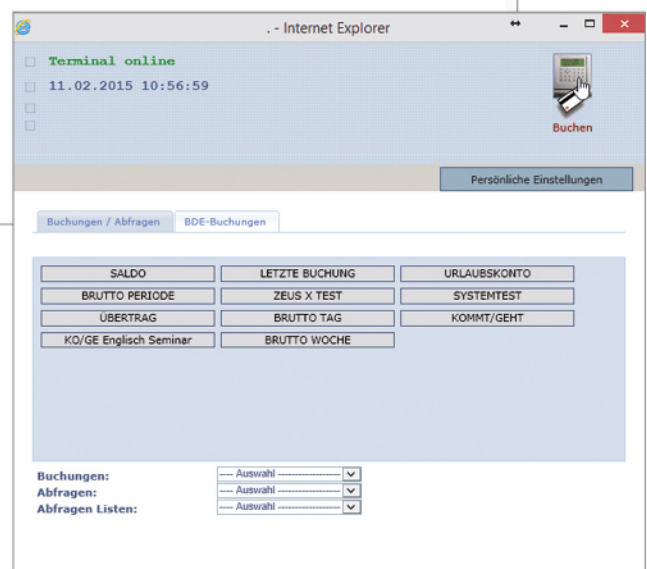 . - Internet Explorer
Terminal online
11.02.2015 10:56:59
Buchen
Persönliche Einstellungen
Buchungen / Abfragen BDE-Buchungen
SALDO LETZTE BUCHUNG URLAUBSKONTO
BRUTTO PERIODE ZEUS X TEST SYSTEMTEST
ÜBERTRAG BRUTTO TAG KOMMT/GEHT
KO/GE Englisch Seminar BRUTTO WOCHE
Buchungen: ---- Auswahl --------------------
Abfragen: ---- Auswahl --------------------
Abfragen Listen: ---- Auswahl --------------------